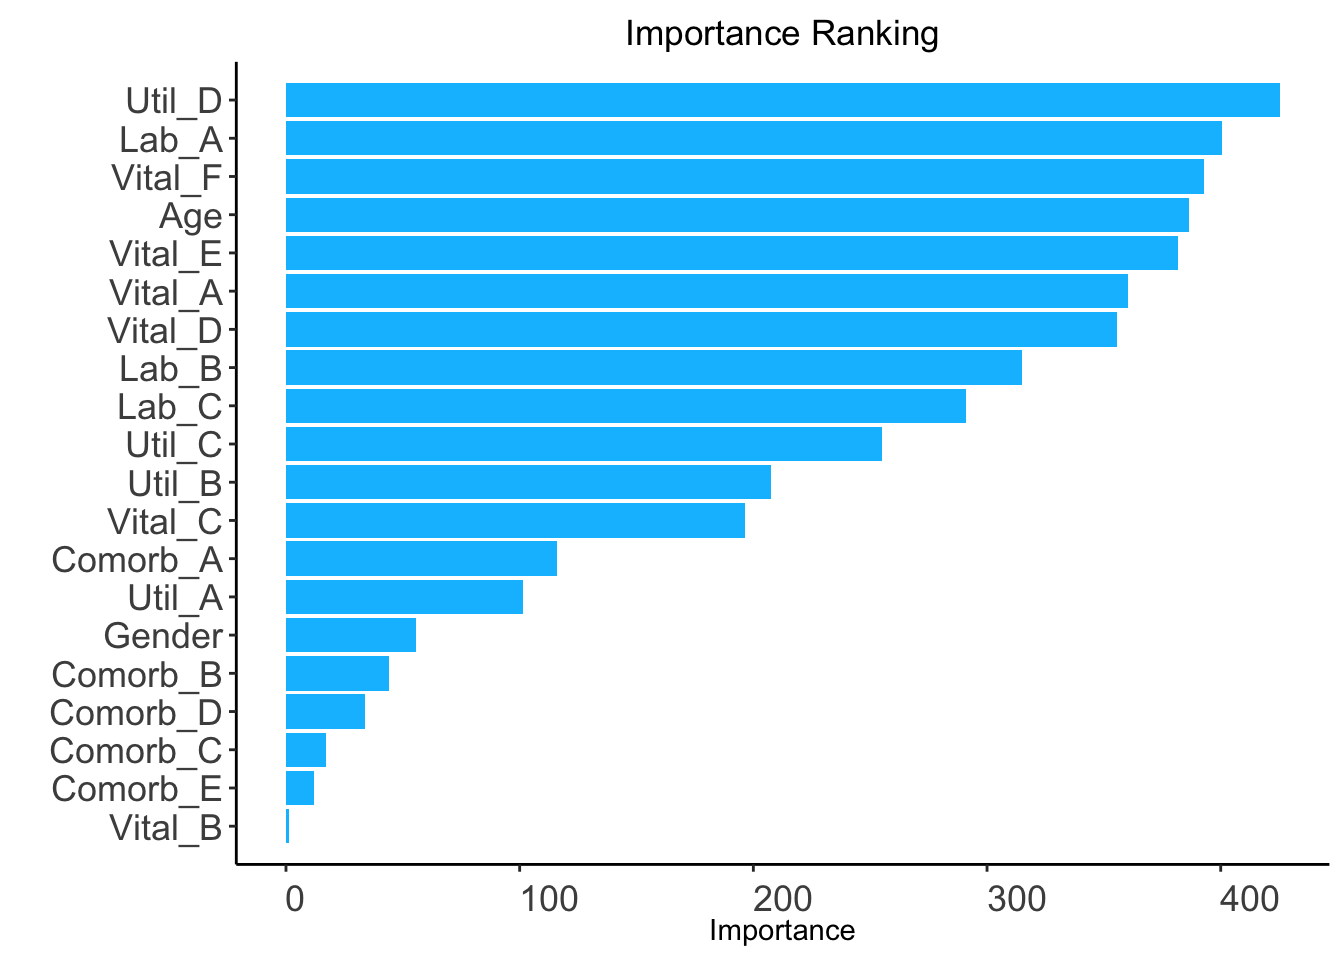 Importance Ranking
Util_D
Lab_A
Vital_F
Age
Vital_E
Vital_A
Vital_D
Lab_B
Lab_C
Util_C
Util_B
Vital_C
Comorb_A
Util_A
Gender
Comorb_B
Comorb_D
Comorb_C
Comorb_E
Vital_B
0 100 200 300 400
Importance